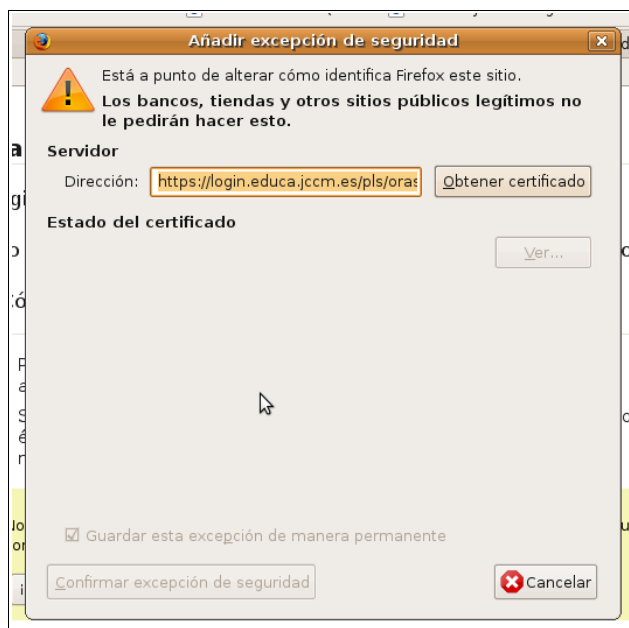 Añadir excepción de seguridad
Está a punto de alterar cómo identifica Firefox este sitio.
Los bancos, tiendas y otros sitios públicos legítimos no
le pedirán hacer esto.
Servidor
Dirección: https://login.educa.jccm.es/pls/oras Obtener certificado
Estado del certificado
Ver...
Guardar esta excepción de manera permanente
Confirmar excepción de seguridad
Cancelar